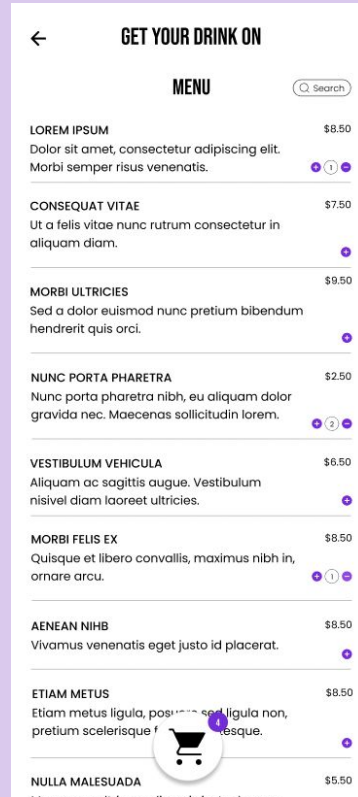 GET YOUR DRINK ON
MENU
Search
LOREM IPSUM $8.50
Dolor sit amet, consectetur adipiscing elit.
Morbi semper risus venenatis.
1
CONSEQUAT VITAE $7.50
Ut a felis vitae nunc rutrum consectetur in
aliquam diam.
MORBI ULTRICIES $9.50
Sed a dolor euismod nunc pretium bibendum
hendrerit quis orci.
NUNC PORTA PHARETRA $2.50
Nunc porta pharetra nibh, eu aliquam dolor
gravida nec. Maecenas sollicitudin lorem.
2
VESTIBULUM VEHICULA $6.50
Aliquam ac sagittis augue. Vestibulum
nisivel diam laoreet ultricies.
MORBI FELIS EX $8.50
Quisque et libero convallis, maximus nibh in,
ornare arcu.
1
AENEAN NIHB $8.50
Vivamus venenatis eget justo id placerat.
ETIAM METUS $8.50
Etiam metus ligula, sed ligula non,
pretium scelerisque
4
NULLA MALESUADA $5.50